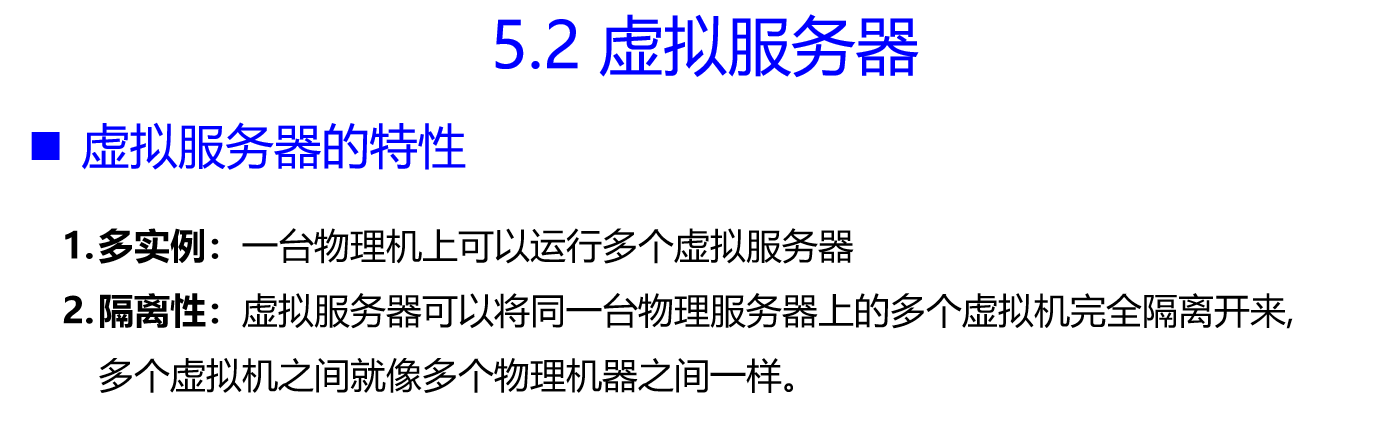 5.2 虚拟服务器
虚拟服务器的特性
1.多实例：一台物理机上可以运行多个虚拟服务器
2.隔离性：虚拟服务器可以将同一台物理服务器上的多个虚拟机完全隔离开来,
多个虚拟机之间就像多个物理机器之间一样。